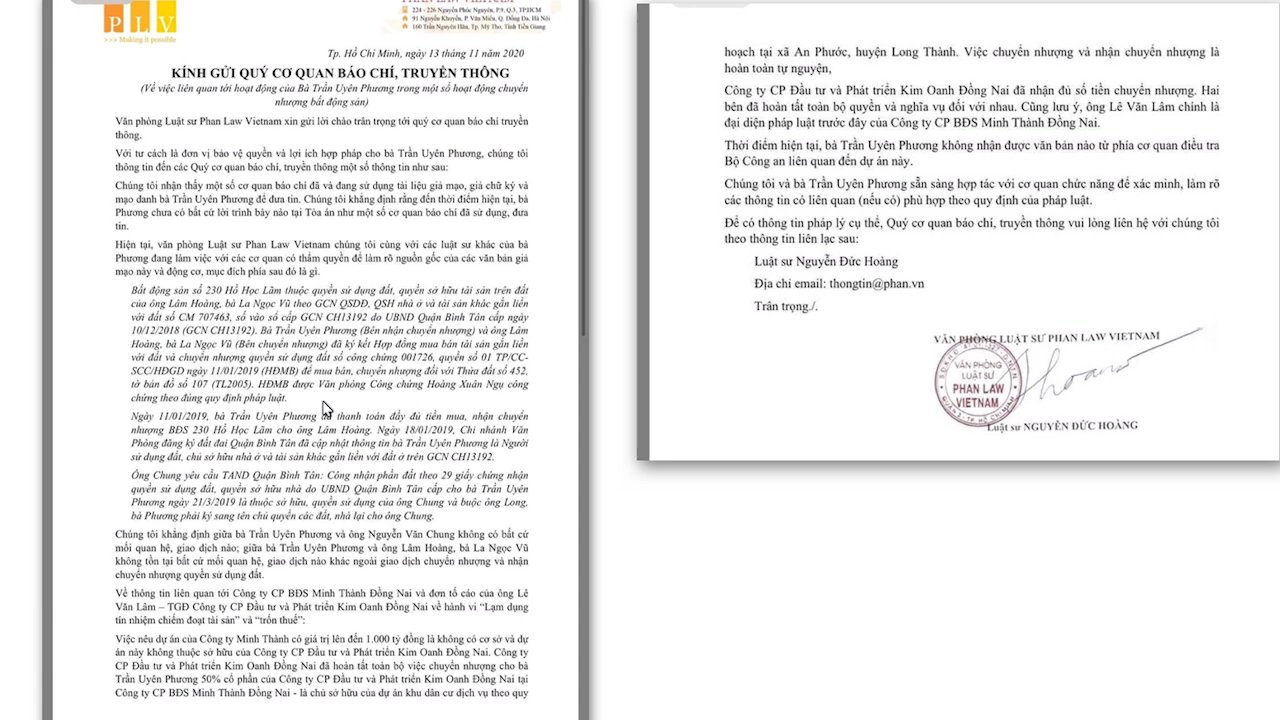 PLV
>>> Making it possible
PHAN LAW VIETNAM
224 - 226 Nguyễn Phúc Nguyên, P.9, Q.3, TP.HCM
91 Nguyễn Khuyến, P. Văn Miếu, Q. Đống Đa, Hà Nội
160 Trần Nguyên Hãn, Tp. Mỹ Tho, Tỉnh Tiền Giang
Tp. Hồ Chí Minh, ngày 13 tháng 11 năm 2020
KÍNH GỬI QUÝ CƠ QUAN BÁO CHÍ, TRUYỀN THÔNG
(Về việc liên quan tới hoạt động của Bà Trần Uyên Phương trong một số hoạt động chuyển
nhượng bất động sản)
Văn phòng Luật sư Phan Law Vietnam xin gửi lời chào trân trọng tới quý cơ quan báo chí truyền
thông.
Với tư cách là đơn vị bảo vệ quyền và lợi ích hợp pháp cho bà Trần Uyên Phương, chúng tôi
thông tin đến các Quý cơ quan báo chí, truyền thông một số thông tin như sau:
Chúng tôi nhận thấy một số cơ quan báo chí đã và đang sử dụng tài liệu giả mạo, giả chữ ký và
mạo danh bà Trần Uyên Phương để đưa tin. Chúng tôi khẳng định rằng đến thời điểm hiện tại, bà
Phương chưa có bất cứ lời trình bày nào tại Tòa án như một số cơ quan báo chí đã sử dụng, đưa
tin.
Hiện tại, văn phòng Luật sư Phan Law Vietnam chúng tôi cùng với các luật sư khác của bà
Phương đang làm việc với các cơ có thẩm quyền để làm rõ nguồn gốc của các văn bản giả
mạo này và động cơ, mục đích phía sau đó là gì.
Bất động sản số 230 Hồ Học Lãm thuộc quyền sử dụng đất, quyền sở hữu tài sản trên đất
của ông Lâm Hoàng, bà La Ngọc Vũ theo GCN QSDĐ, QSH nhà ở và tài sản khác gắn liền
với đất số CM 707463, số vào sổ cấp GCN CH13192 do UBND Quận Bình Tân cấp ngày
10/12/2018 (GCN CH13192). Bà Trần Uyên Phương (Bên nhận chuyển nhượng) và ông Lâm
Hoàng, bà La Ngọc Vũ (Bên chuyển nhượng) đã ký kết Hợp đồng mua bán tài sản gắn liền
với đất và chuyển nhượng quyền sử dụng đất số công chứng 001726, quyển số 01 TP/CC-
SCC/HĐGD ngày 11/01/2019 (HĐMB) để mua bán, chuyển nhượng đối với Thửa đất số 452,
tờ bản đồ số 107 (TL2005). HĐMB được Văn phòng Công chứng Hoàng Xuân Ngụ công
chứng theo đúng quy định pháp luật.
Ngày 11/01/2019, bà Trần Uyên Phương đã thanh toán đầy đủ tiền mua, nhận chuyển
nhượng BĐS 230 Hồ Học Lãm cho ông Lâm Hoàng. Ngày 18/01/2019, Chi nhánh Văn
Phòng đăng ký đất đai Quận Bình Tân đã cập nhật thông tin bà Trần Uyên Phương là Người
sử dụng đất, chủ sở hữu nhà ở và tài sản khác gắn liền với đất ở trên GCN CH13192.
Ông Chung yêu cầu TAND Quận Bình Tân: Công nhận phần đất theo 29 giấy chứng nhận
quyền sử dụng đất, quyền sở hữu nhà do UBND Quận Bình Tân cấp cho bà Trần Uyên
Phương ngày 21/3/2019 là thuộc sở hữu, quyền sử dụng của ông Chung và buộc ông Long,
bà Phương phải ký sang tên chủ quyền các đất, nhà lại cho ông Chung.
Chúng tôi khẳng định giữa bà Trần Uyên Phương và ông Nguyễn Văn Chung không có bất cứ
mối quan hệ, giao dịch nào; giữa bà Trần Uyên Phương và ông Lâm Hoàng, bà La Ngọc Vũ
không tồn tại bất cứ mối quan hệ, giao dịch nào khác ngoài giao dịch chuyển nhượng và nhận
chuyển nhượng quyền sử dụng đất.
Về thông tin liên quan tới Công ty CP BĐS Minh Thành Đồng Nai và đơn tố cáo của ông Lê
Văn Lâm – TGĐ Công ty CP Đầu tư và Phát triển Kim Oanh Đồng Nai về hành vi “Lạm dụng
tín nhiệm chiếm đoạt tài sản” và “trốn thuế”:
Việc nêu dự án của Công ty Minh Thành có giá trị lên đến 1.000 tỷ đồng là không có cơ sở và dự
án này không thuộc sở hữu của Công ty CP Đầu tư và Phát triển Kim Oanh Đồng Nai. Công ty
CP Đầu tư và Phát triển Kim Oanh Đồng Nai đã hoàn tất toàn bộ việc chuyển nhượng cho bà
Trần Uyên Phương 50% cổ phần của Công ty CP Đầu tư và Phát triển Kim Oanh Đồng Nai tại
Công ty CP BĐS Minh Thành Đồng Nai - là chủ sở hữu của dự án khu dân cư dịch vụ theo quy
hoạch tại xã An Phước, huyện Long Thành. Việc chuyển nhượng và nhận chuyển nhượng là
hoàn toàn tự nguyện,
Công ty CP Đầu tư và Phát triển Kim Oanh Đồng Nai đã nhận đủ số tiền chuyển nhượng. Hai
bên đã hoàn tất toàn bộ quyền và nghĩa vụ đối với nhau. Cũng lưu ý, ông Lê Văn Lâm chính là
đại diện pháp luật trước đây của Công ty CP BĐS Minh Thành Đồng Nai.
Thời điểm hiện tại, bà Trần Uyên Phương không nhận được văn bản nào từ phía cơ quan điều tra
Bộ Công an liên quan đến dự án này.
Chúng tôi và bà Trần Uyên Phương sẵn sàng hợp tác với cơ quan chức năng để xác minh, làm rõ
các thông tin có liên quan (nếu có) phù hợp theo quy định của pháp luật.
Để có thông tin pháp lý cụ thể, Quý cơ quan báo chí, truyền thông vui lòng liên hệ với chúng tôi
theo thông tin liên lạc sau:
Luật sư Nguyễn Đức Hoàng
Địa chỉ email: thongtin@phan.vn
Trân trọng./.
VĂN PHÒNG LUẬT SƯ PHAN LAW VIETNAM
VĂN PHÒNG
LUẬT SƯ
PHAN LAW
VIETNAM
Luật sư NGUYỄN ĐỨC HOÀNG